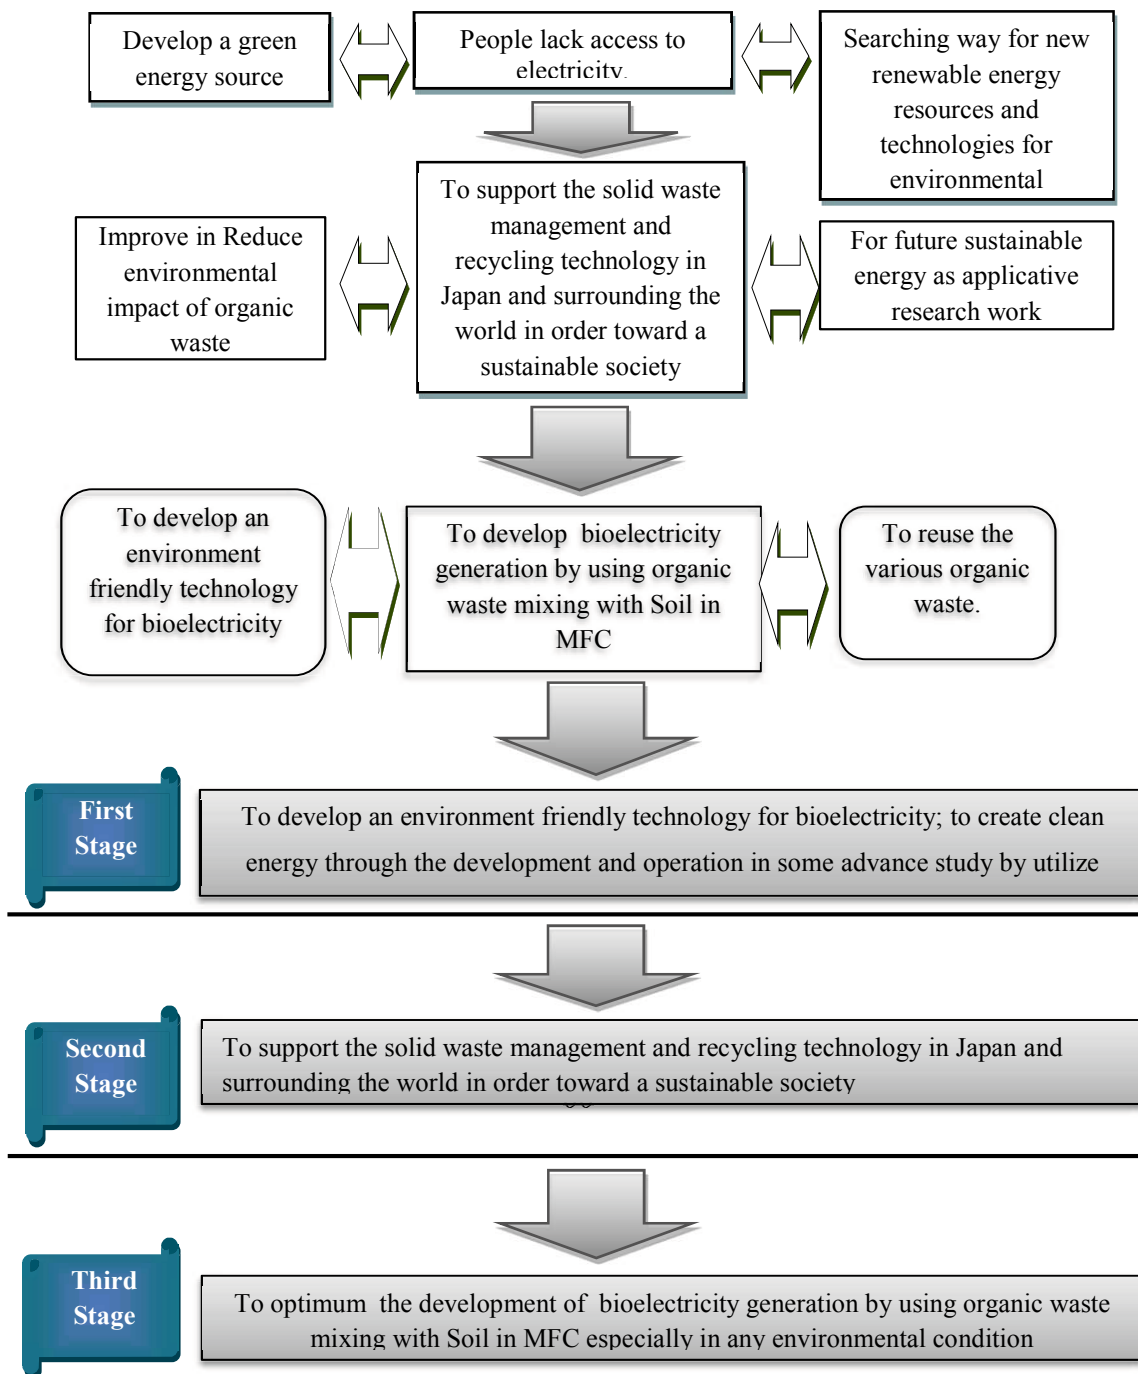 Develop a green
energy source
People lack access to
electricity.
Searching way for new
renewable energy
resources and
technologies for
environmental
To support the solid waste
management and
recycling technology in
Japan and surrounding the
world in order toward a
sustainable society
Improve in Reduce
environmental
impact of organic
waste
For future sustainable
energy as applicative
research work
To develop an
environment
friendly technology
for bioelectricity
To develop bioelectricity
generation by using organic
waste mixing with Soil in
MFC
To reuse the
various organic
waste.
First
Stage
To develop an environment friendly technology for bioelectricity; to create clean
energy through the development and operation in some advance study by utilize
Second
Stage
To support the solid waste management and recycling technology in Japan and
surrounding the world in order toward a sustainable society
Third
Stage
To optimum the development of bioelectricity generation by using organic waste
mixing with Soil in MFC especially in any environmental condition